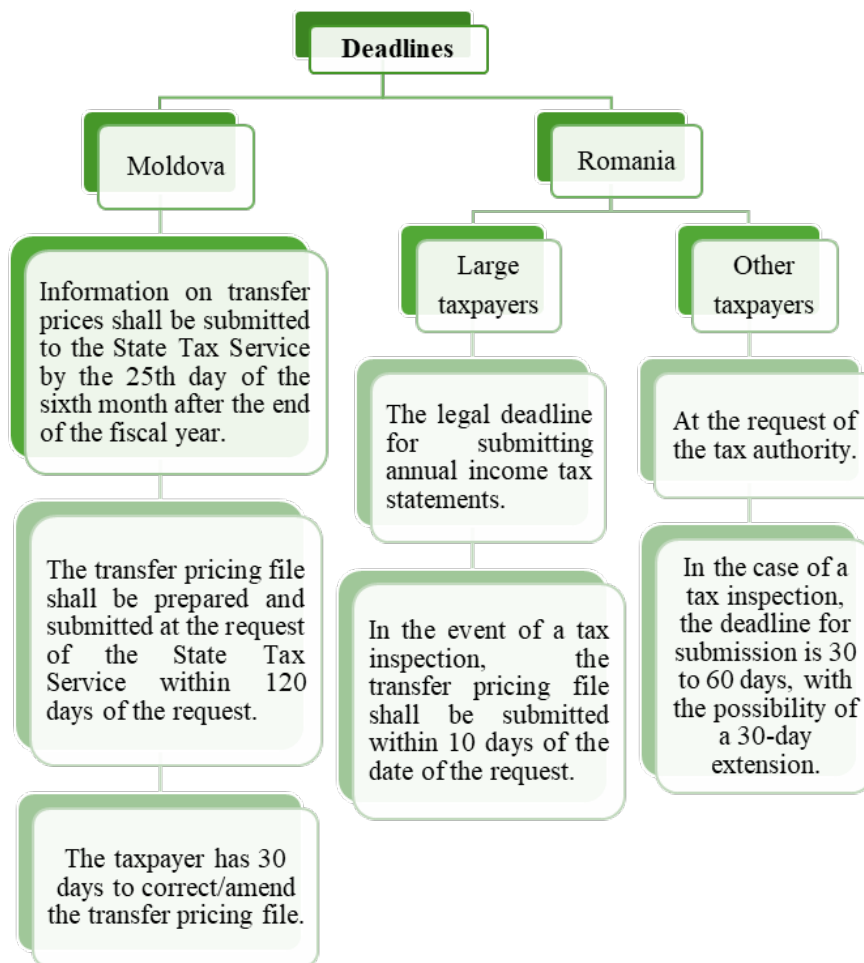 Deadlines
Moldova
Information on transfer
prices shall be submitted
to the State Tax Service
by the 25th day of the
sixth month after the end
of the fiscal year.
The transfer pricing file
shall be prepared and
submitted at the request
of the State Tax
Service within 120
days of the request.
The taxpayer has 30
days to correct/amend
the transfer pricing file.
Romania
Large
taxpayers
The legal deadline
for submitting
annual income tax
statements.
In the event of a tax
inspection, the
transfer pricing file
shall be submitted
within 10 days of the
date of the request.
Other
taxpayers
At the request of
the tax authority.
In the case of a
tax inspection,
the deadline for
submission is 30
to 60 days, with
the possibility of
a 30-day
extension.